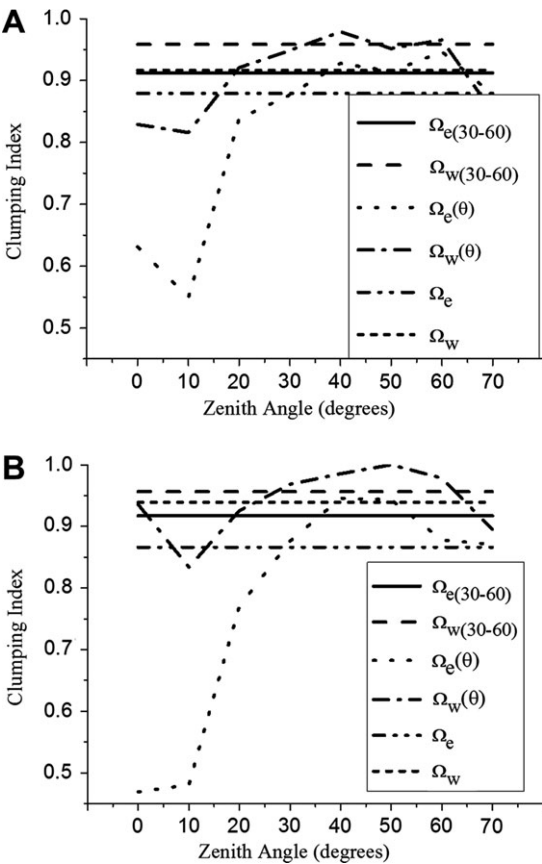 A
1.0
0.9
0.8
0.7
0.6
0.5
Clumping Index
Ωe(30-60)
Ωw(30-60)
Ωe(θ)
Ωw(θ)
Ωe
Ωw
0 10 20 30 40 50 60 70
Zenith Angle (degrees)
B
1.0
0.9
0.8
0.7
0.6
0.5
Clumping Index
Ωe(30-60)
Ωw(30-60)
Ωe(θ)
Ωw(θ)
Ωe
Ωw
0 10 20 30 40 50 60 70
Zenith Angle (degrees)